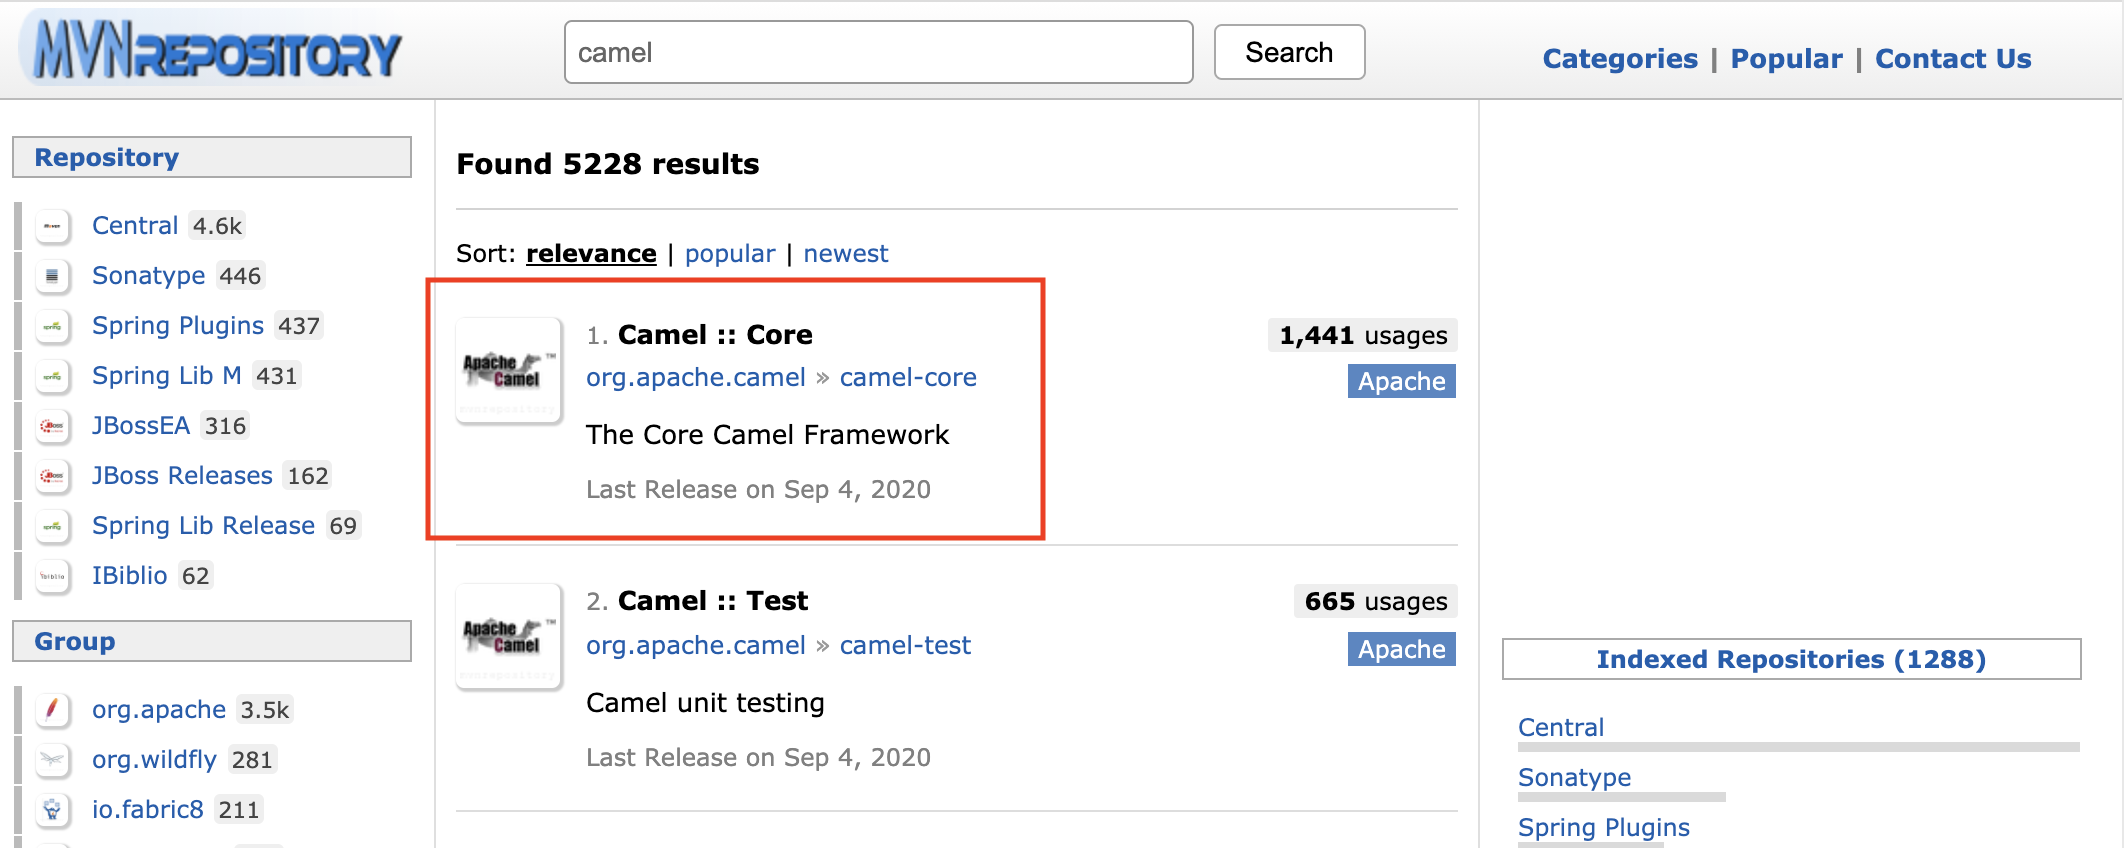 MVNREPOSITORY
camel
Search
Categories | Popular | Contact Us
Repository
Central 4.6k
Sonatype 446
Spring Plugins 437
Spring Lib M 431
JBossEA 316
JBoss Releases 162
Spring Lib Release 69
IBiblio 62
Group
org.apache 3.5k
org.wildfly 281
io.fabric8 211
Found 5228 results
Sort: relevance | popular | newest
Apache Camel ™
mvnrepository
1. Camel :: Core
1,441 usages
org.apache.camel » camel-core
Apache
The Core Camel Framework
Last Release on Sep 4, 2020
Apache Camel ™
mvnrepository
2. Camel :: Test
665 usages
org.apache.camel » camel-test
Apache
Camel unit testing
Last Release on Sep 4, 2020
Indexed Repositories (1288)
Central
Sonatype
Spring Plugins